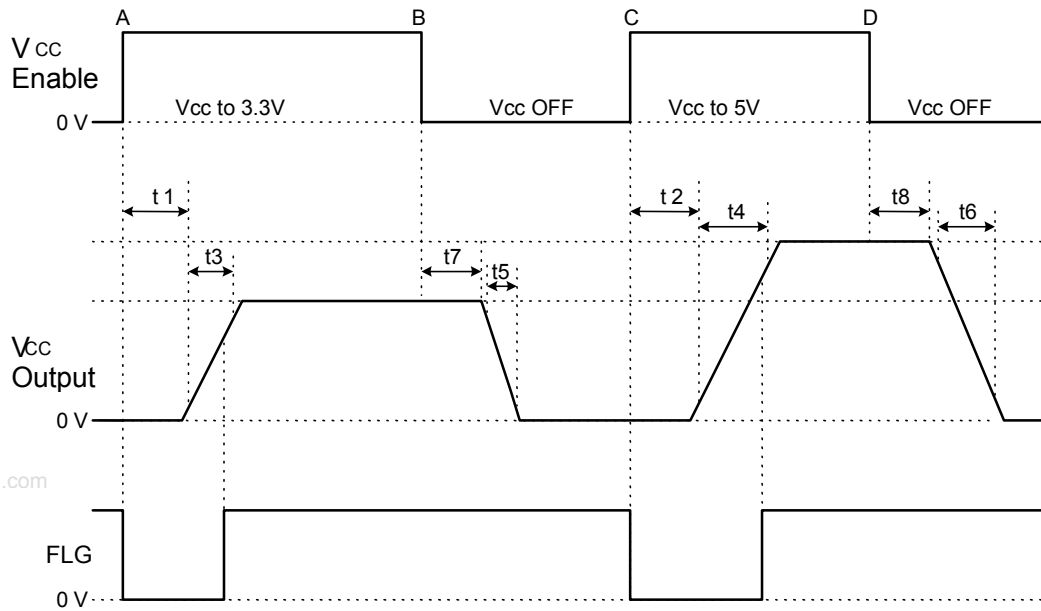 A B C D
V CC
Enable
Vcc to 3.3V Vcc OFF Vcc to 5V Vcc OFF
0 V
t 1 t 2 t4 t8 t6
t3 t7 t5
VCC
Output
0 V
.com
FLG
0 V